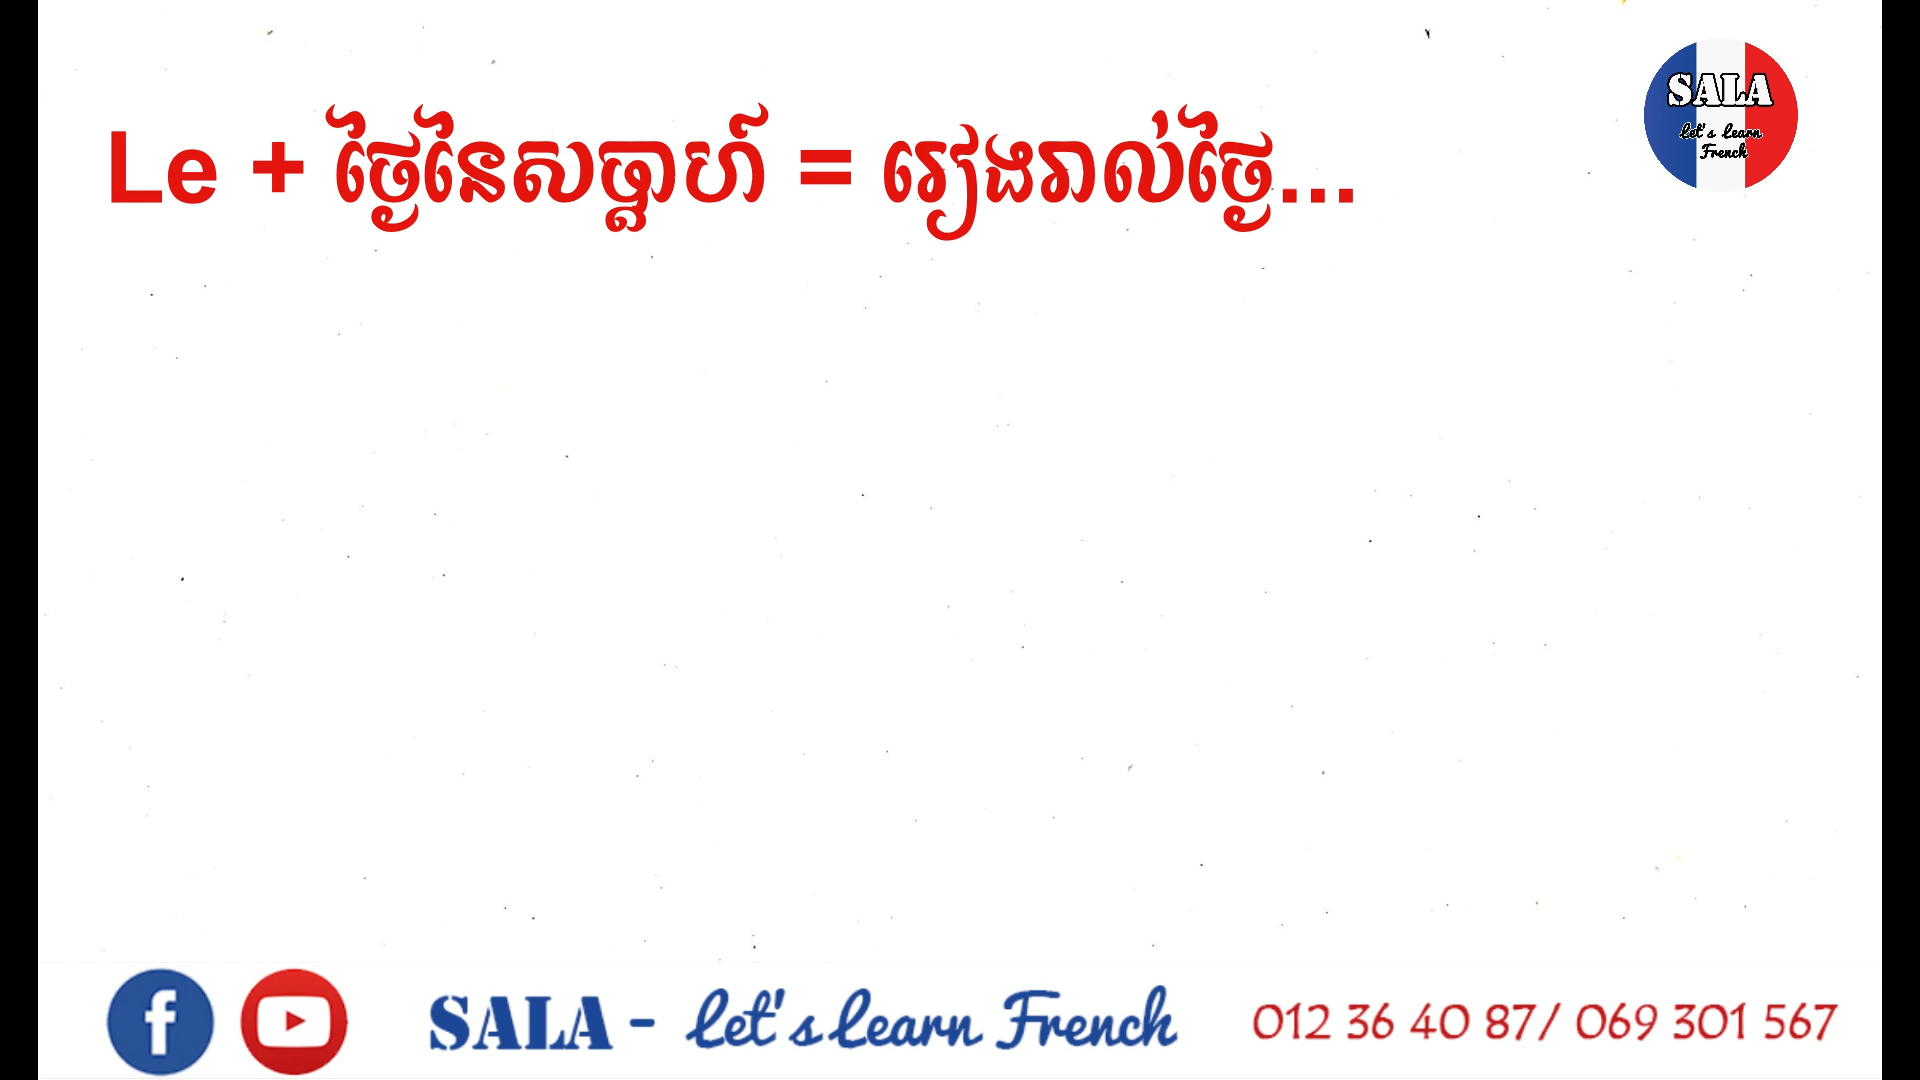 Le + ថ្ងៃនៃសប្ដាហ៍ = រៀងរាល់ថ្ងៃ...
SALA
Let's Learn
French
SALA - Let's Learn French 012 36 40 87/ 069 301 567